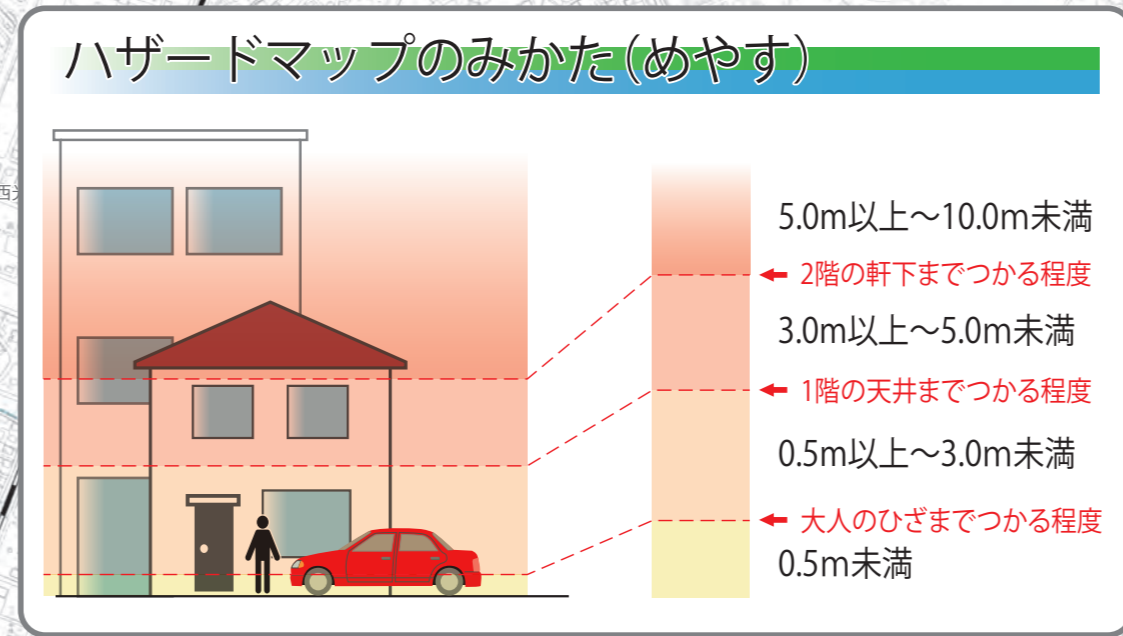 ハザードマップのみかた(めやす)
5.0m以上～10.0m未満
2階の軒下までつかる程度
3.0m以上～5.0m未満
1階の天井までつかる程度
0.5m以上～3.0m未満
大人のひざまでつかる程度
0.5m未満